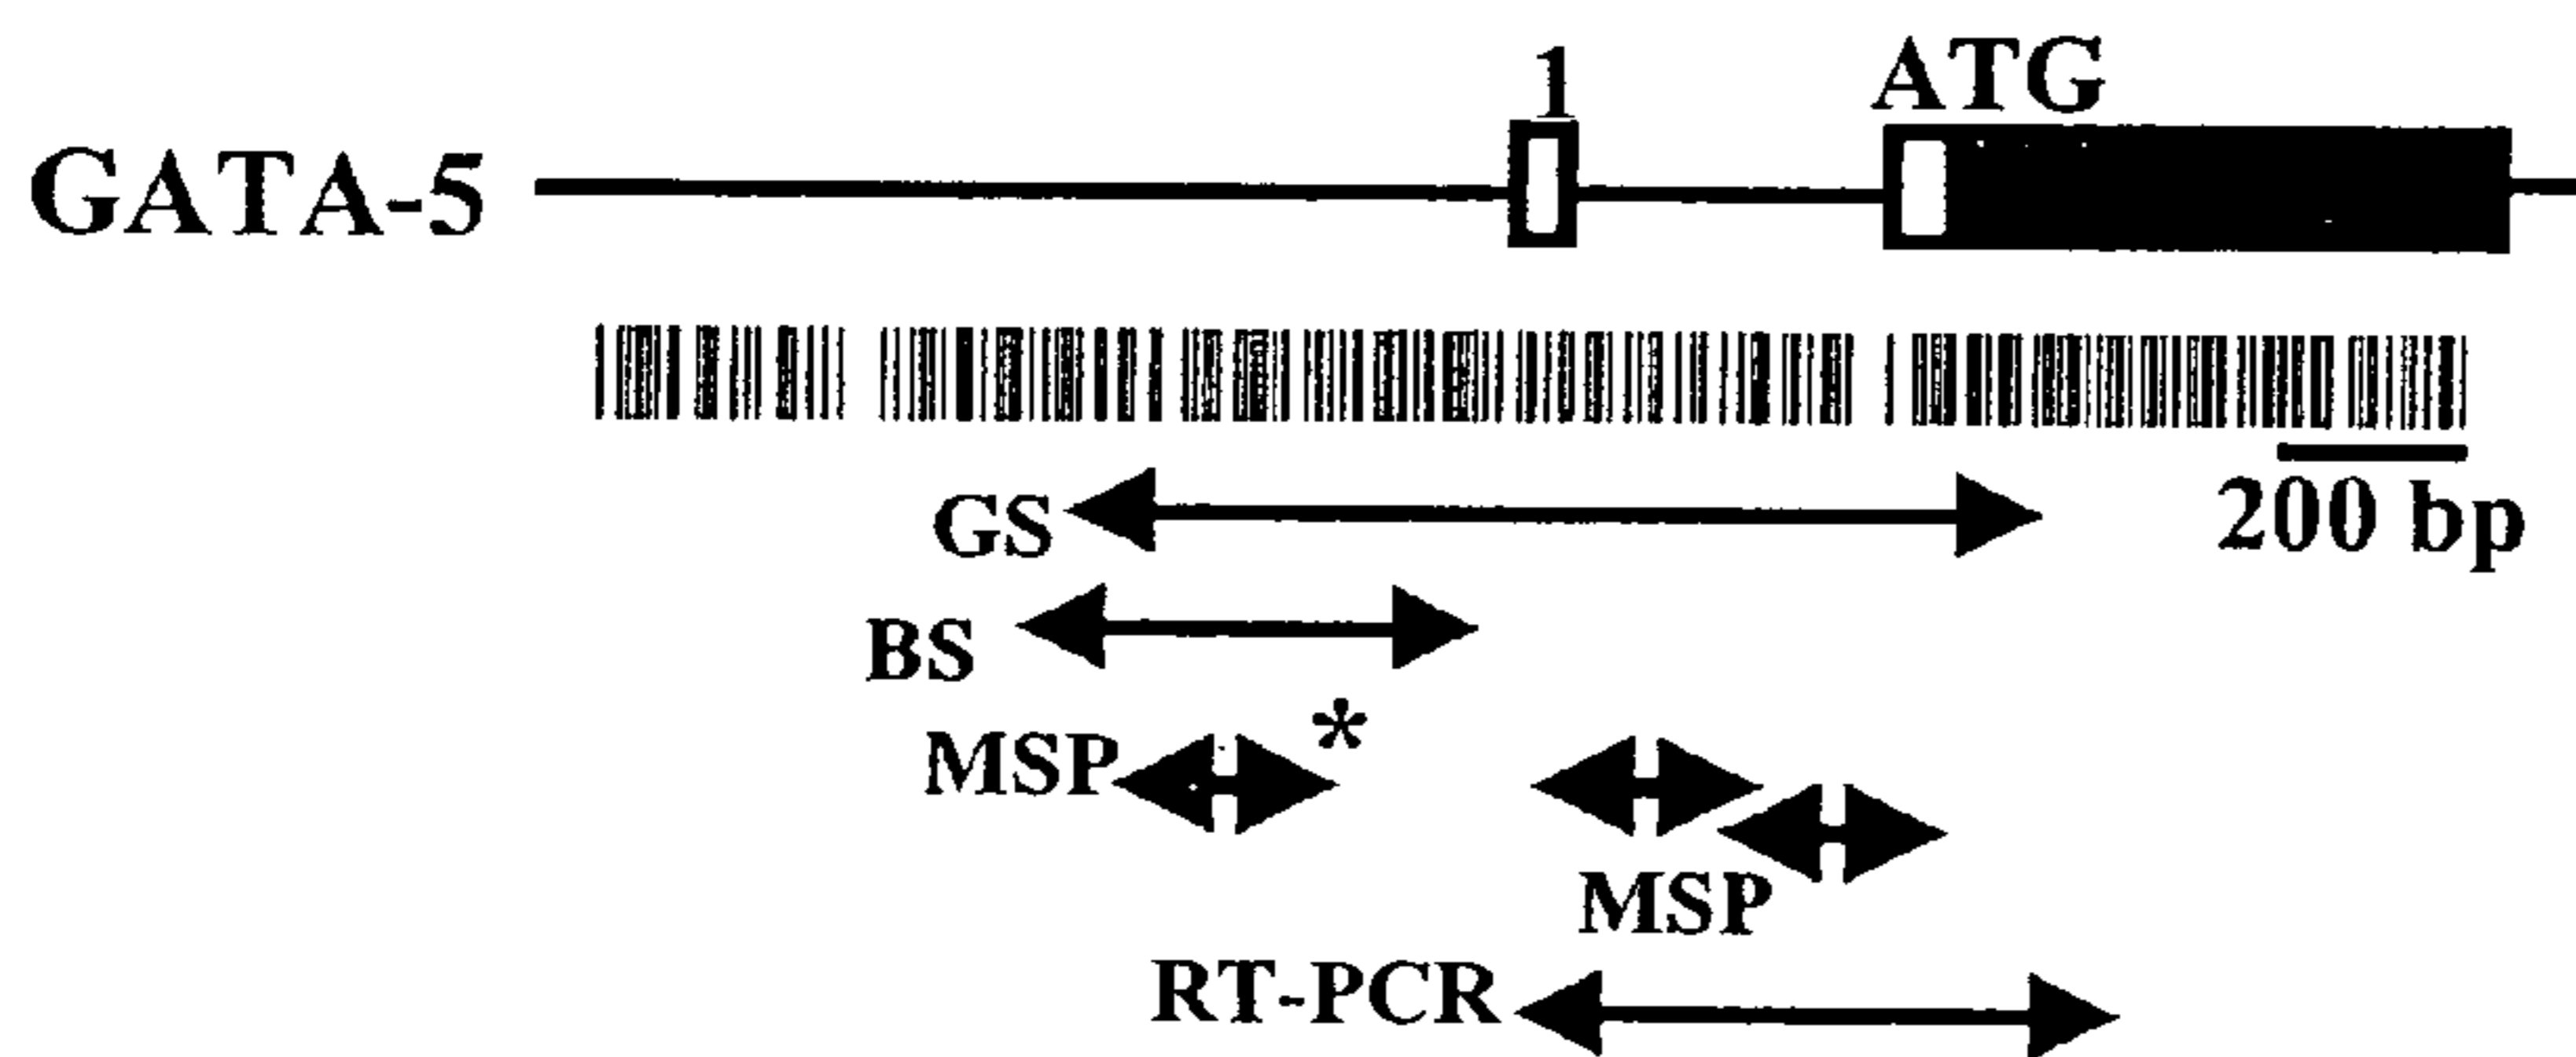 1 ATG
GATA-5
200 bp
GS
BS
MSP *
MSP
RT-PCR